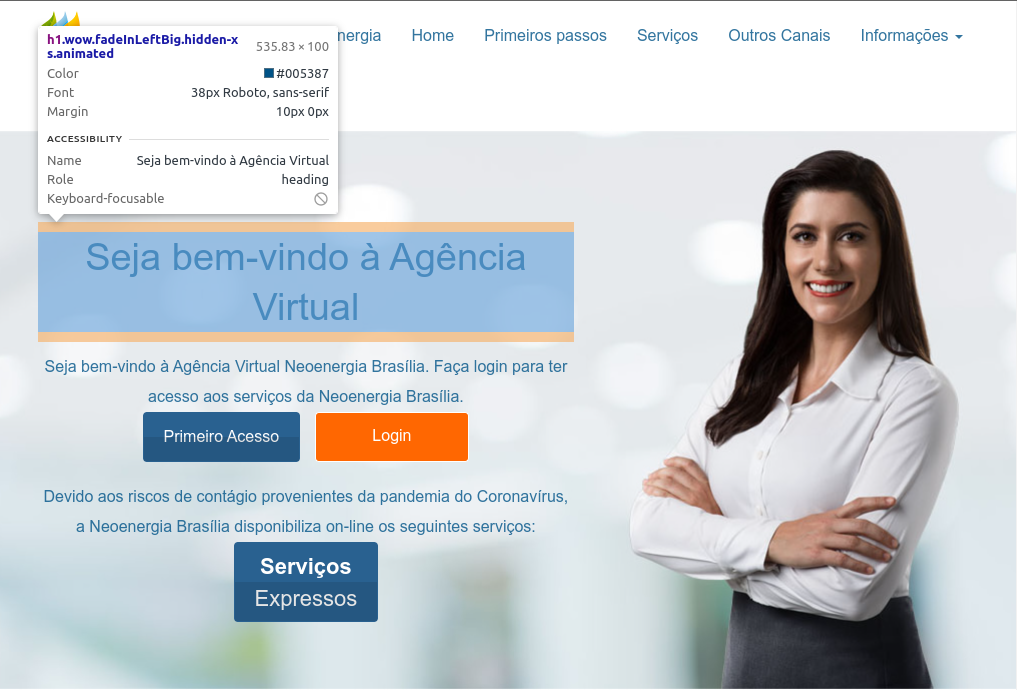 nergia Home Primeiros passos Serviços Outros Canais Informações
h1.wow.fadeInLeftBig.hidden-x
s.animated
535.83 × 100
Color #005387
Font 38px Roboto, sans-serif
Margin 10px 0px
ACCESSIBILITY
Name Seja bem-vindo à Agência Virtual
Role heading
Keyboard-focusable
Seja bem-vindo à Agência
Virtual
Seja bem-vindo à Agência Virtual Neoenergia Brasília. Faça login para ter
acesso aos serviços da Neoenergia Brasília.
Primeiro Acesso Login
Devido aos riscos de contágio provenientes da pandemia do Coronavírus,
a Neoenergia Brasília disponibiliza on-line os seguintes serviços:
Serviços
Expressos